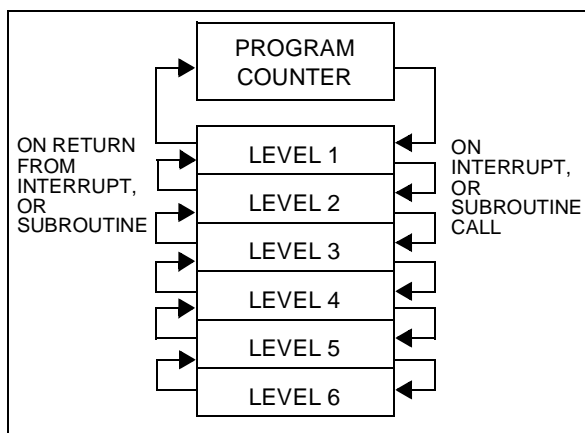 PROGRAM
COUNTER
ON RETURN
FROM
INTERRUPT,
OR
SUBROUTINE
LEVEL 1
LEVEL 2
LEVEL 3
LEVEL 4
LEVEL 5
LEVEL 6
ON
INTERRUPT,
OR
SUBROUTINE
CALL